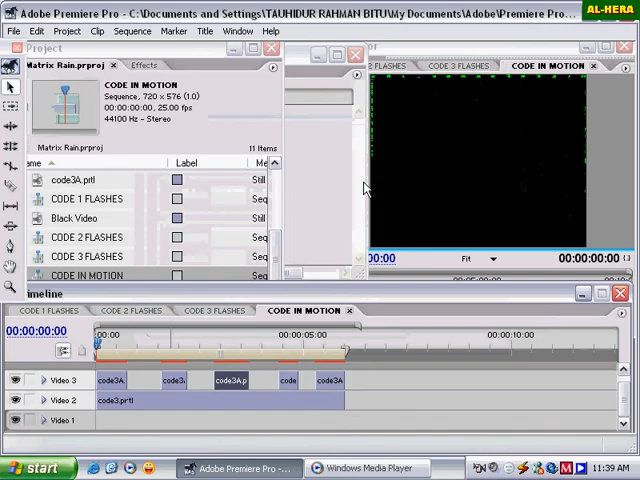 Adobe Premiere Pro - C:\Documents and Settings\TAUHIDUR RAHMAN BITU\My Documents\Adobe\Premiere Pro...
AL-HERA
File Edit Project Clip Sequence Marker Title Window Help
Project
Matrix Rain.prproj Effects
2 FLASHES CODE 3 FLASHES CODE IN MOTION
CODE IN MOTION
Sequence, 720 x 576 (1.0)
00:00:00:00, 25.00 fps
44100 Hz - Stereo
Matrix Rain.prproj 11 Items
ame Label Me
code3A.prtl Still
CODE 1 FLASHES Seq
Black Video Still
CODE 2 FLASHES Seq
CODE 3 FLASHES Seq
CODE IN MOTION Seq
:00:00 Fit 00:00:00:00
imeline
CODE 1 FLASHES CODE 2 FLASHES CODE 3 FLASHES CODE IN MOTION
00:00:00:00 :00:00 00:00:05:00 00:00:10:00
Video 3 code3A. code3. code3A.p code code3A
Video 2 code3.prtl
Video 1
start Adobe Premiere Pro -... Windows Media Player 11:39 AM